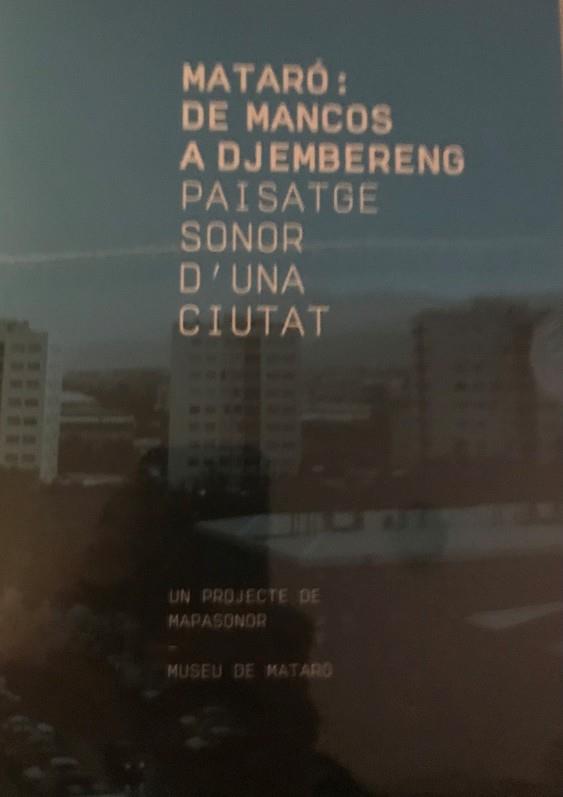 MATARÓ:
DE MANCOS
A DJEMBERENG
PAISATGE
SONOR
D'UNA
CIUTAT
UN PROJECTE DE
MAPASONOR
–
MUSEU DE MATARÓ